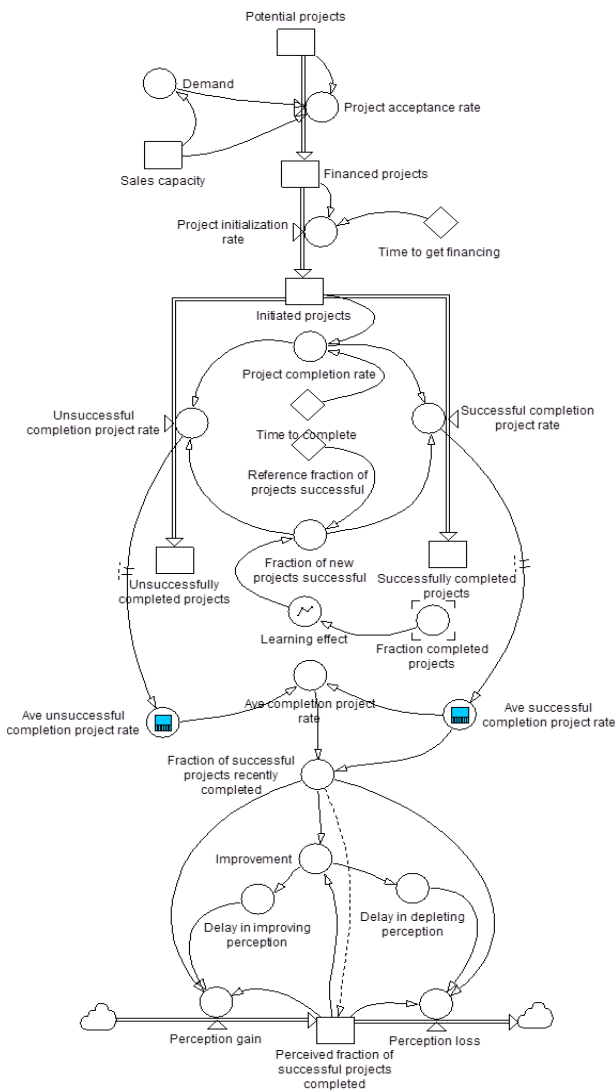 Potential projects
Demand
Project acceptance rate
Sales capacity
Financed projects
Project initialization
rate
Time to get financing
Initiated projects
Project completion rate
Unsuccessful
completion project rate
Successful completion
project rate
Time to complete
Reference fraction of
projects successful
Fraction of new
projects successful
Unsuccessfully
completed projects
Successfully completed
projects
Learning effect
Fraction completed
projects
Ave unsuccessful
completion project rate
Ave completion project
rate
Ave successful
completion project rate
Fraction of successful
projects recently
completed
Improvement
Delay in improving
perception
Delay in depleting
perception
Perception gain
Perceived fraction of
successful projects
completed
Perception loss